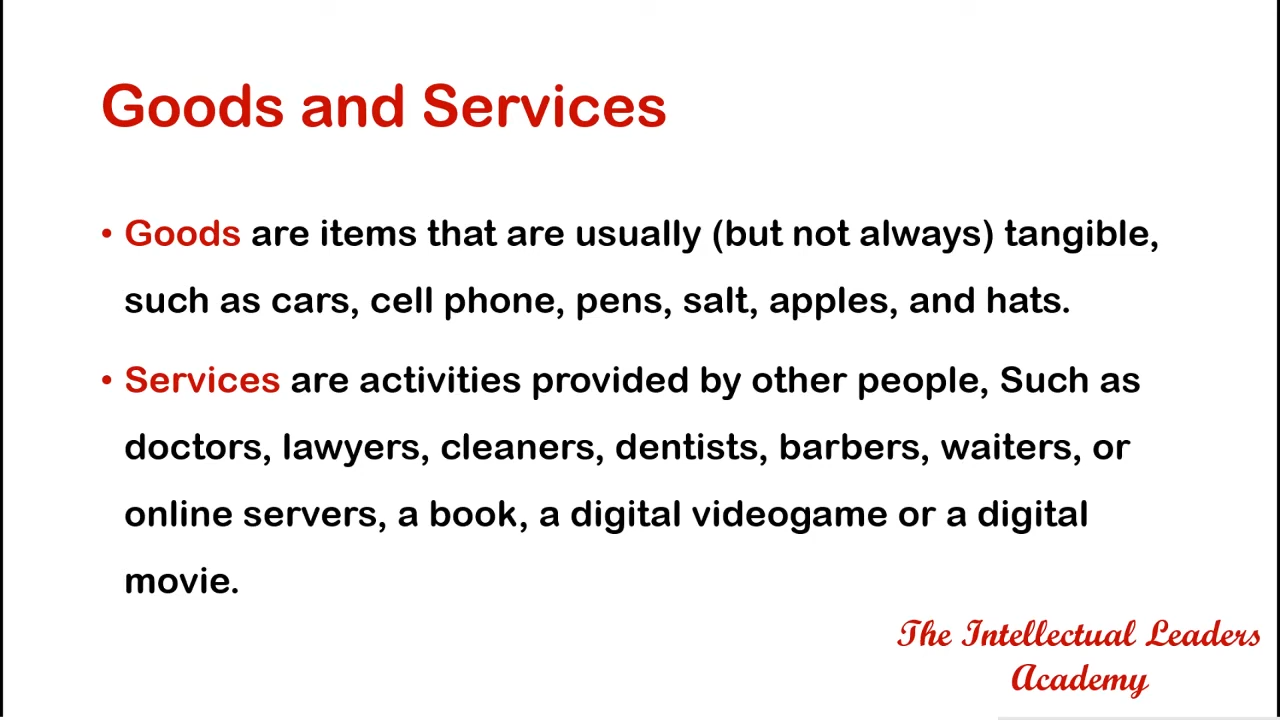 Goods and Services
• Goods are items that are usually (but not always) tangible,
such as cars, cell phone, pens, salt, apples, and hats.
• Services are activities provided by other people, Such as
doctors, lawyers, cleaners, dentists, barbers, waiters, or
online servers, a book, a digital videogame or a digital
movie.
The Intellectual Leaders
Academy